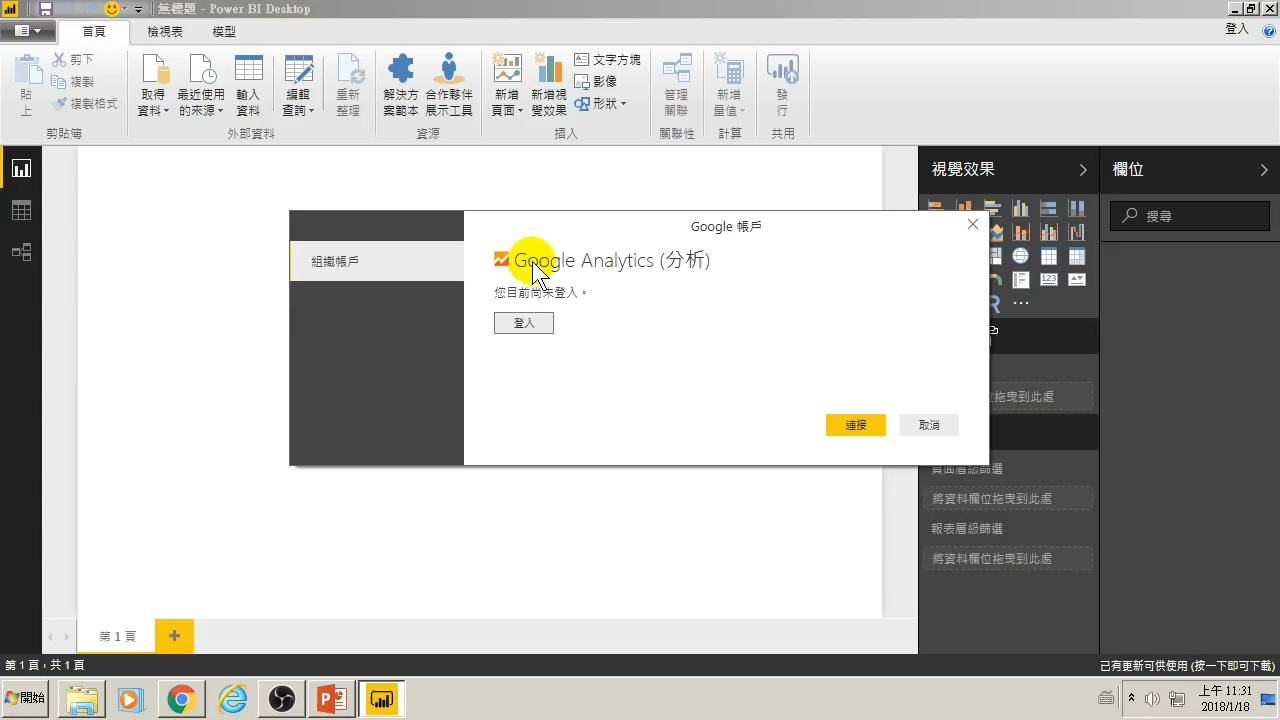 無標題 - Power BI Desktop
首頁
檢視表
模型
登入
貼上
剪下
複製
複製格式
剪貼簿
取得資料
最近使用的來源
輸入資料
編輯查詢
重新整理
外部資料
解決方案範本
合作夥伴展示工具
資源
新增頁面
新增視覺效果
文字方塊
影像
形狀
插入
管理關聯
關聯性
新增量值
計算
發行
共用
視覺效果
欄位
搜尋
Google 帳戶
組織帳戶
Google Analytics (分析)
您目前尚未登入。
登入
連接
取消
123
R
位拖曳到此處
頁面層級篩選
將資料欄位拖曳到此處
報表層級篩選
將資料欄位拖曳到此處
第 1 頁
第 1 頁，共 1 頁
已有更新可供使用 (按一下即可下載)
開始
上午 11:31
2018/1/18